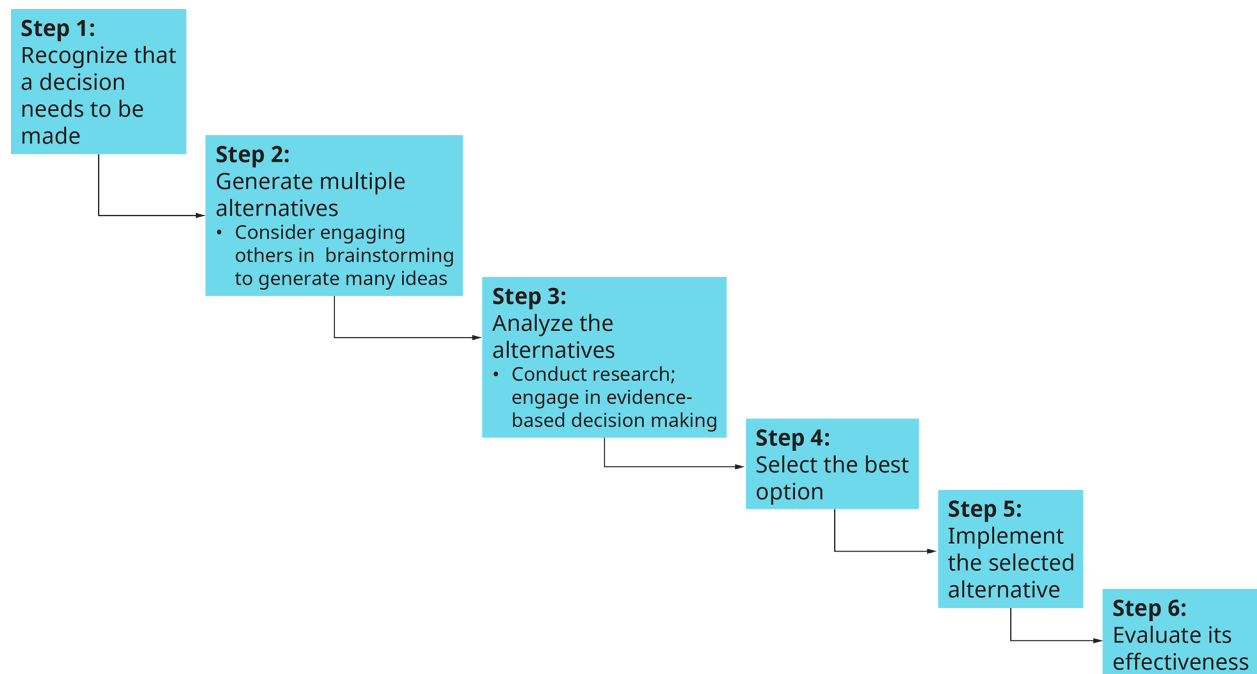 Step 1:
Recognize that
a decision
needs to be
made
Step 2:
Generate multiple
alternatives
• Consider engaging
others in brainstorming
to generate many ideas
Step 3:
Analyze the
alternatives
• Conduct research;
engage in evidence-
based decision making
Step 4:
Select the best
option
Step 5:
Implement
the selected
alternative
Step 6:
Evaluate its
effectiveness